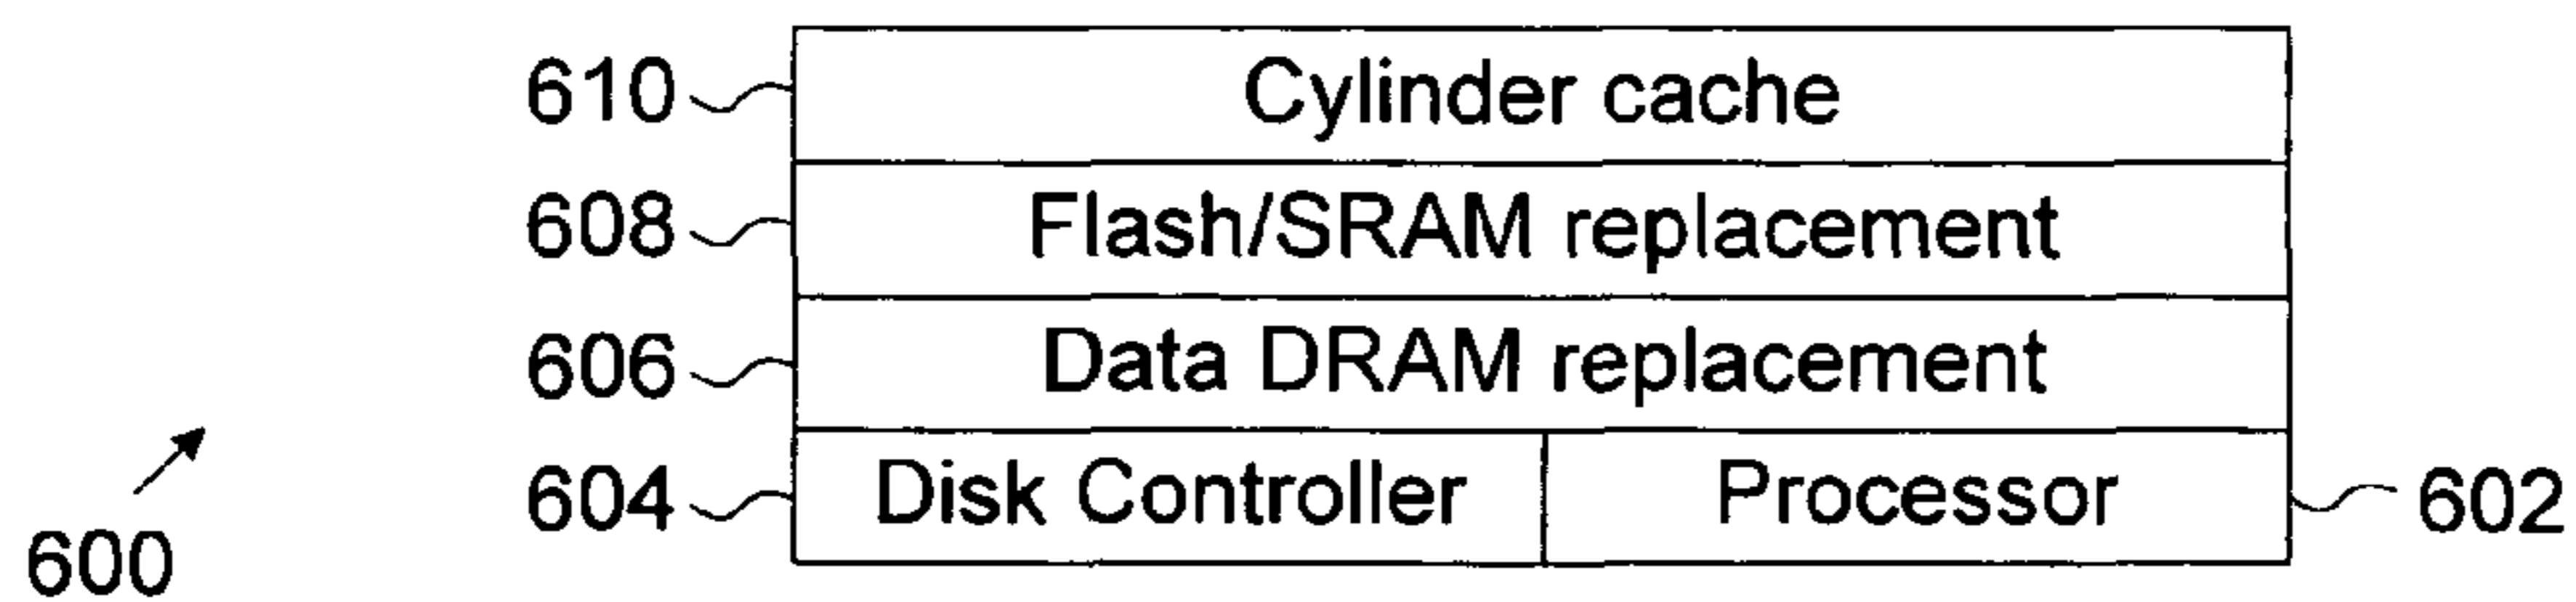 610 Cylinder cache
608 Flash/SRAM replacement
606 Data DRAM replacement
604 Disk Controller Processor 602
600